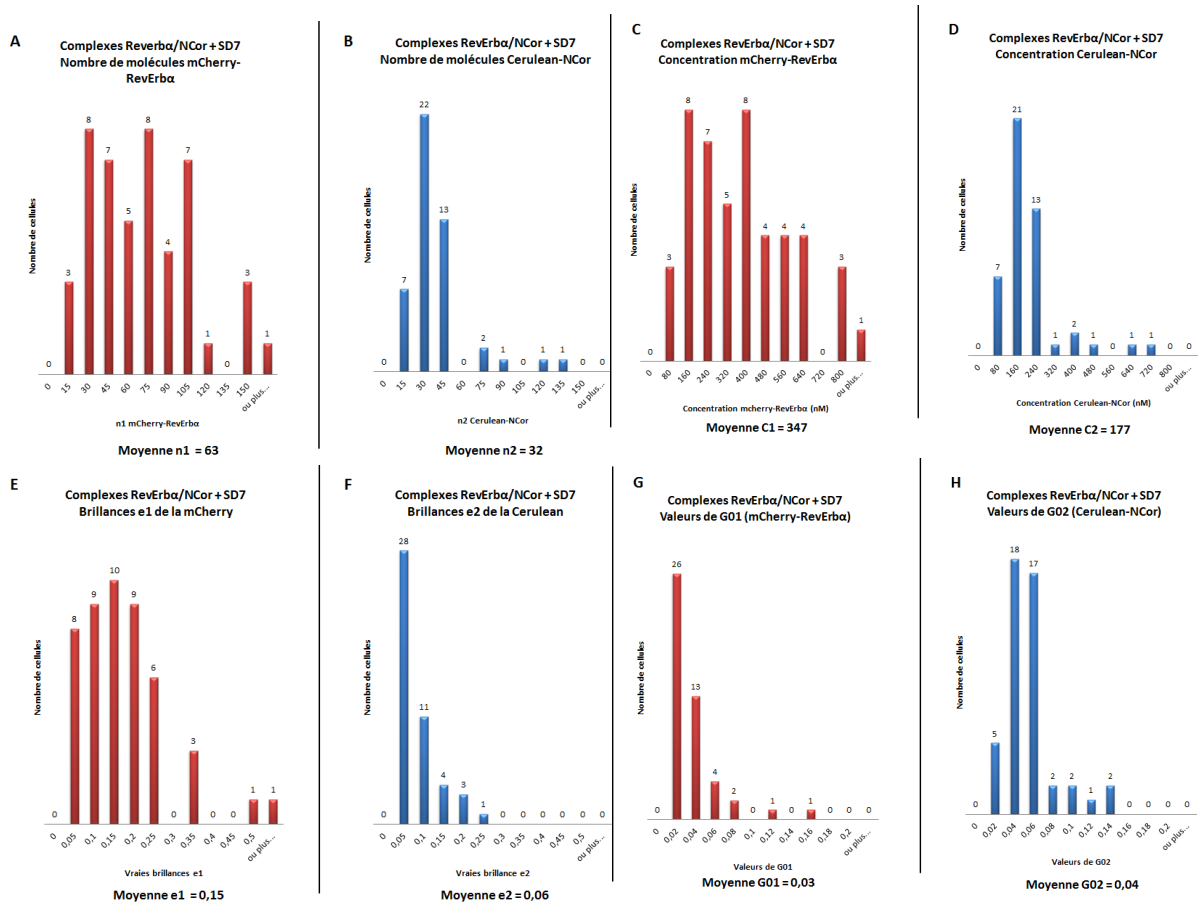 A
Complexes Reverbα/NCor + SD7
Nombre de molécules mCherry-
RevErbα
Nombre de cellules
0 3 8 7 5 8 4 7 1 0 3 1
0 15 30 45 60 75 90 105 120 135 150 ou plus...
n1 mCherry-RevErbα
Moyenne n1 = 63
B
Complexes RevErbα/NCor + SD7
Nombre de molécules Cerulean-NCor
Nombre de cellules
0 7 22 13 0 2 1 0 1 1 0 0
0 15 30 45 60 75 90 105 120 135 150 ou plus...
n2 Cerulean-NCor
Moyenne n2 = 32
C
Complexes RevErbα/NCor + SD7
Concentration mCherry-RevErbα
Nombre de cellules
0 3 8 7 5 8 4 4 4 0 3 1
0 80 160 240 320 400 480 560 640 720 800 ou plus...
Concentration mcherry-RevErbα (nM)
Moyenne C1 = 347
D
Complexes RevErbα/NCor + SD7
Concentration Cerulean-NCor
Nombre de cellules
0 7 21 13 1 2 1 0 1 1 0 0
0 80 160 240 320 400 480 560 640 720 800 ou plus...
Concentration Cerulean-NCor (nM)
Moyenne C2 = 177
E
Complexes RevErbα/NCor + SD7
Brillances e1 de la mCherry
Nombre de cellules
0 8 9 10 9 6 0 3 0 0 1 1
0 0,05 0,1 0,15 0,2 0,25 0,3 0,35 0,4 0,45 0,5 ou plus...
Vraies brillances e1
Moyenne e1 = 0,15
F
Complexes RevErbα/NCor + SD7
Brillances e2 de la Cerulean
Nombre de cellules
0 28 11 4 3 1 0 0 0 0 0 0
0 0,05 0,1 0,15 0,2 0,25 0,3 0,35 0,4 0,45 0,5 ou plus...
Vraies brillance e2
Moyenne e2 = 0,06
G
Complexes RevErbα/NCor + SD7
Valeurs de G01 (mCherry-RevErbα)
Nombre de cellules
0 26 13 4 2 0 1 0 1 0 0 0
0 0,02 0,04 0,06 0,08 0,1 0,12 0,14 0,16 0,18 0,2 ou plus...
Valeurs de G01
Moyenne G01 = 0,03
H
Complexes RevErbα/NCor + SD7
Valeurs de G02 (Cerulean-NCor)
Nombre de cellules
0 5 18 17 2 2 1 2 0 0 0 0
0 0,02 0,04 0,06 0,08 0,1 0,12 0,14 0,16 0,18 0,2 ou plus...
Valeurs de G02
Moyenne G02 = 0,04